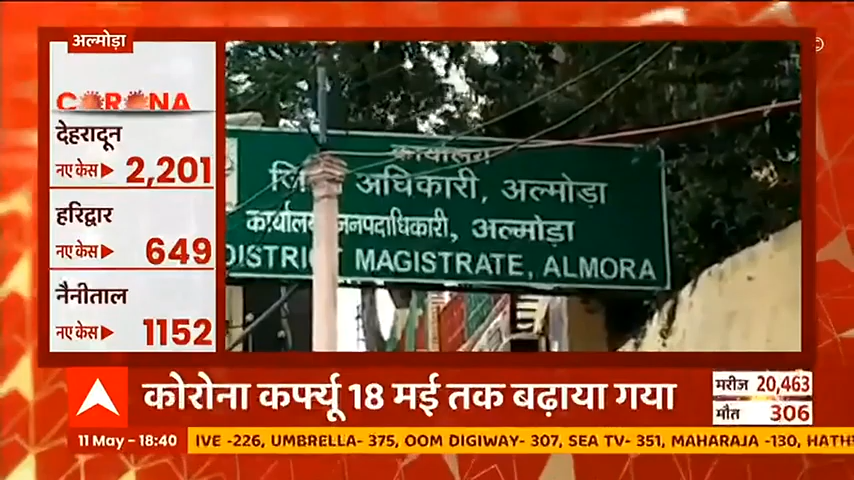 अल्मोड़ा
CORONA
देहरादून
नए केस 2,201
हरिद्वार
नए केस 649
नैनीताल
नए केस 1152
कार्यालय
अधिकारी, अल्मोड़ा
कार्यालय जनपदाधिकारी, अल्मोड़ा
DISTRICT MAGISTRATE, ALMORA
कोरोना कर्फ्यू 18 मई तक बढ़ाया गया
मरीज 20,463
मौत 306
11 May - 18:40
IVE -226, UMBRELLA- 375, OOM DIGIWAY- 307, SEA TV- 351, MAHARAJA -130, HATH